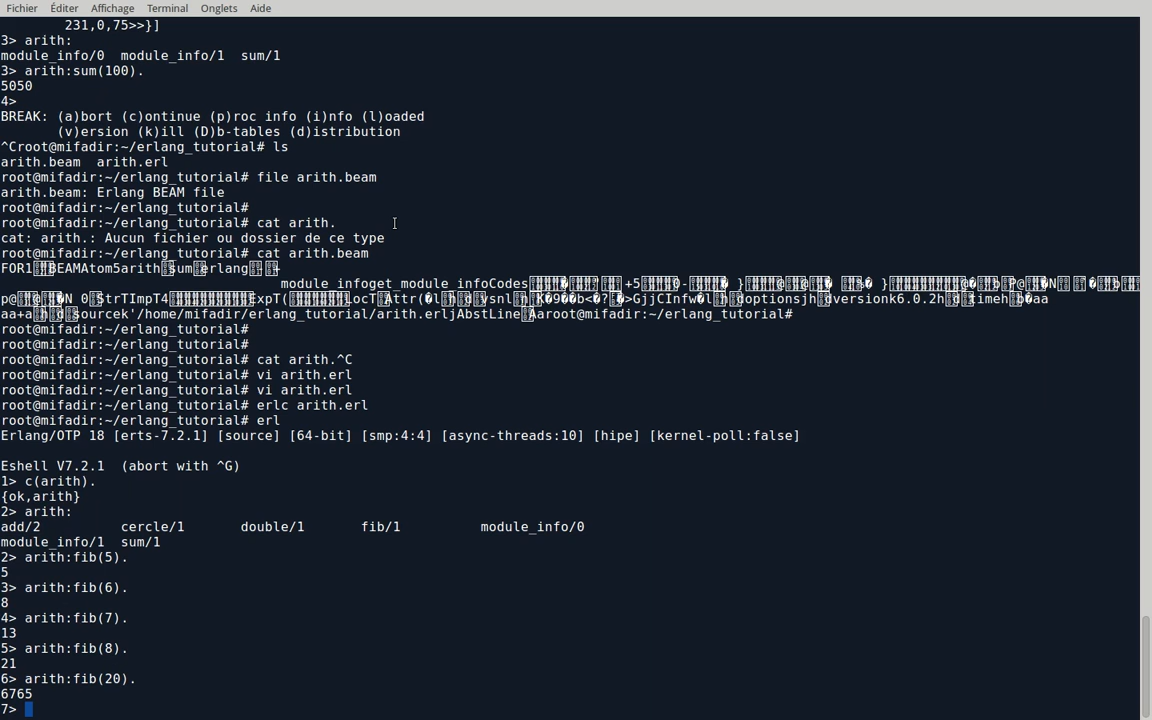 Fichier Éditer Affichage Terminal Onglets Aide
231,0,75>>}]
3> arith:
module_info/0 module_info/1 sum/1
3> arith:sum(100).
5050
4>
BREAK: (a)bort (c)ontinue (p)roc info (i)nfo (l)oaded
(v)ersion (k)ill (D)b-tables (d)istribution
^Croot@mifadir:~/erlang_tutorial# ls
arith.beam arith.erl
root@mifadir:~/erlang_tutorial# file arith.beam
arith.beam: Erlang BEAM file
root@mifadir:~/erlang_tutorial#
root@mifadir:~/erlang_tutorial# cat arith.
cat: arith.: Aucun fichier ou dossier de ce type
root@mifadir:~/erlang_tutorial# cat arith.beam
FOR1 BEAMAtom5arith sum erlang - +
module_infoget_module_infoCodes
StrTImpT4 ExpT( LocT Attr( vsnl >GjjCInfw optionsjh versionk6.0.2h timeh b aa
aa+a h d sourcek'/home/mifadir/erlang_tutorial/arith.erljAbstLine Aaroot@mifadir:~/erlang_tutorial#
root@mifadir:~/erlang_tutorial#
root@mifadir:~/erlang_tutorial#
root@mifadir:~/erlang_tutorial# cat arith.^C
root@mifadir:~/erlang_tutorial# vi arith.erl
root@mifadir:~/erlang_tutorial# vi arith.erl
root@mifadir:~/erlang_tutorial# erlc arith.erl
root@mifadir:~/erlang_tutorial# erl
Erlang/OTP 18 [erts-7.2.1] [source] [64-bit] [smp:4:4] [async-threads:10] [hipe] [kernel-poll:false]
Eshell V7.2.1 (abort with ^G)
1> c(arith).
{ok,arith}
2> arith:
add/2 cercle/1 double/1 fib/1 module_info/0
module_info/1 sum/1
2> arith:fib(5).
5
3> arith:fib(6).
8
4> arith:fib(7).
13
5> arith:fib(8).
21
6> arith:fib(20).
6765
7>